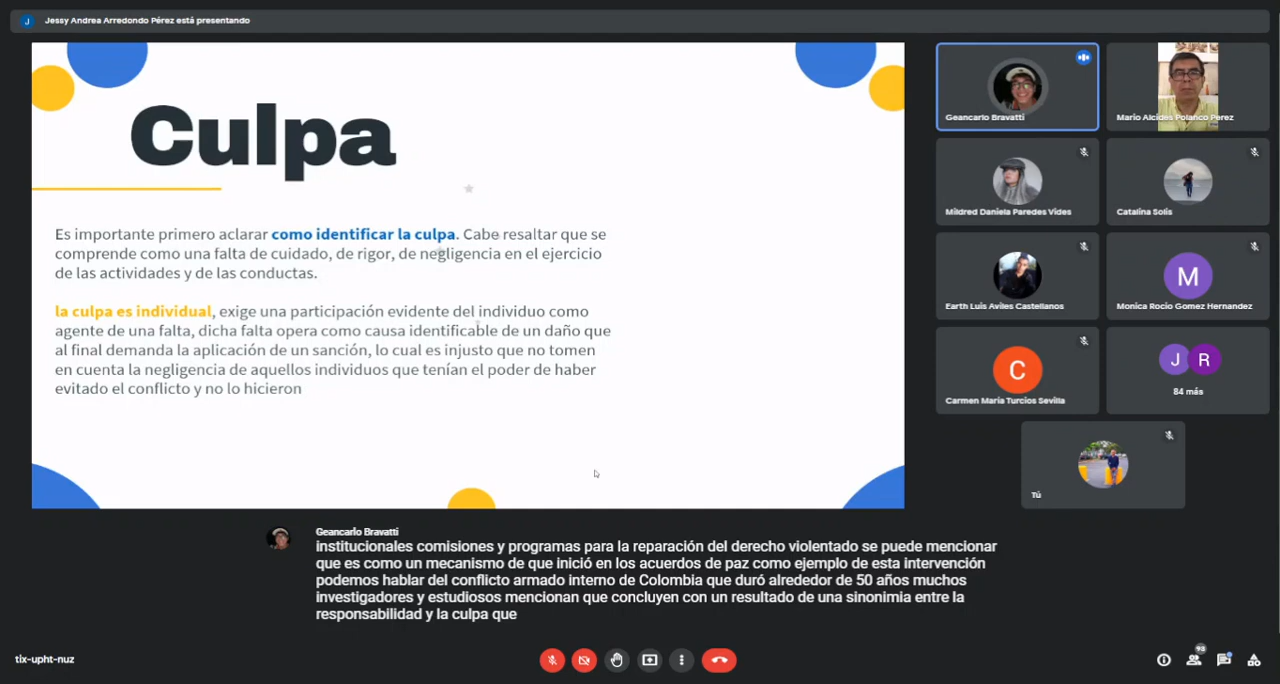 J Jessy Andrea Arredondo Pérez está presentando
Culpa
Es importante primero aclarar como identificar la culpa. Cabe resaltar que se
comprende como una falta de cuidado, de rigor, de negligencia en el ejercicio
de las actividades y de las conductas.
la culpa es individual, exige una participación evidente del individuo como
agente de una falta, dicha falta opera como causa identificable de un daño que
al final demanda la aplicación de un sanción, lo cual es injusto que no tomen
en cuenta la negligencia de aquellos individuos que tenían el poder de haber
evitado el conflicto y no lo hicieron
Geancarlo Bravatti
Mario Alcides Polanco Perez
Mildred Daniela Paredes Vides
Catalina Solis
Earth Luis Aviles Castellanos
M
Monica Rocio Gomez Hernandez
C
Carmen María Turcios Sevilla
J R
84 más
Tú
Geancarlo Bravatti
institucionales comisiones y programas para la reparación del derecho violentado se puede mencionar
que es como un mecanismo de que inició en los acuerdos de paz como ejemplo de esta intervención
podemos hablar del conflicto armado interno de Colombia que duró alrededor de 50 años muchos
investigadores y estudiosos mencionan que concluyen con un resultado de una sinonimia entre la
responsabilidad y la culpa que
tix-upht-nuz